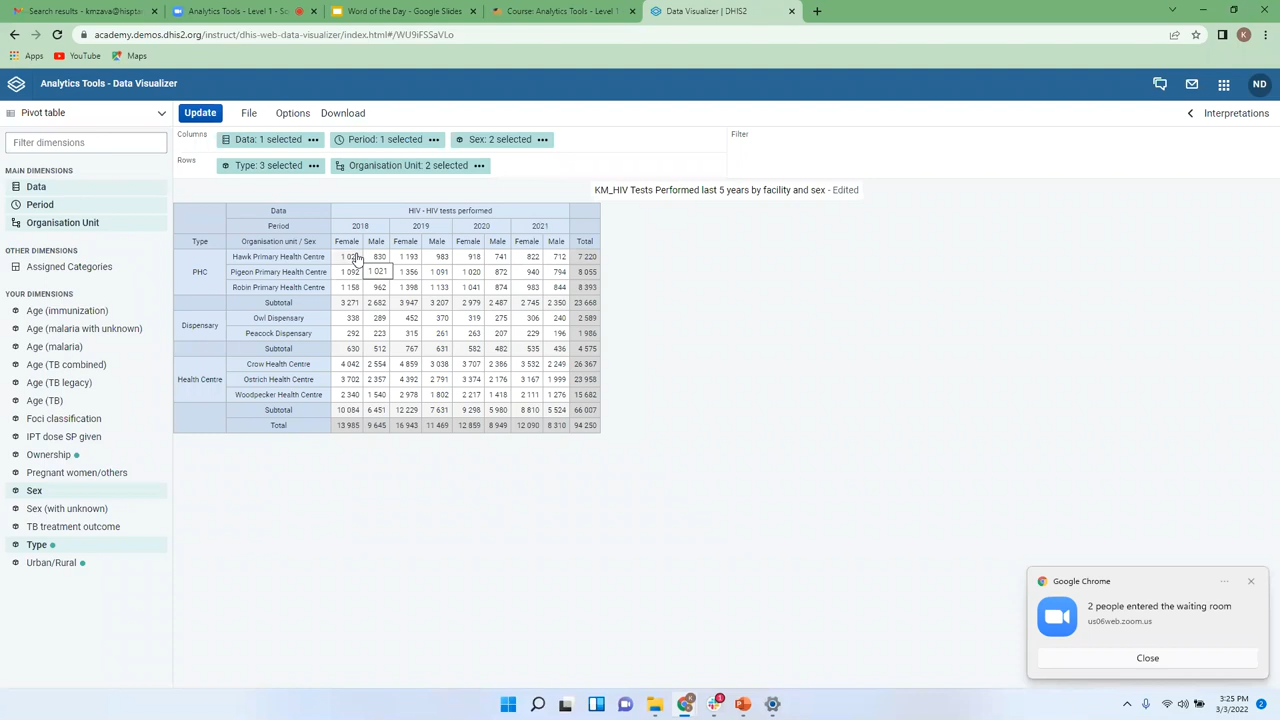 Search results - kmzava@hisptan
Analytics Tools - Level 1 - Sc
Word of the Day - Google Slides
Course: Analytics Tools - Level 1
Data Visualizer | DHIS2
academy.demos.dhis2.org/instruct/dhis-web-data-visualizer/index.html#/WU9iFSSaVLo
K
Apps YouTube Maps
Analytics Tools - Data Visualizer
ND
Pivot table
Update File Options Download
Interpretations
Filter dimensions
Columns Data: 1 selected Period: 1 selected Sex: 2 selected
Filter
Rows Type: 3 selected Organisation Unit: 2 selected
MAIN DIMENSIONS
Data
Period
Organisation Unit
OTHER DIMENSIONS
Assigned Categories
YOUR DIMENSIONS
Age (immunization)
Age (malaria with unknown)
Age (malaria)
Age (TB combined)
Age (TB legacy)
Age (TB)
Foci classification
IPT dose SP given
Ownership
Pregnant women/others
Sex
Sex (with unknown)
TB treatment outcome
Type
Urban/Rural
KM_HIV Tests Performed last 5 years by facility and sex - Edited
Data HIV - HIV tests performed
Period 2018 2019 2020 2021
Type Organisation unit / Sex Female Male Female Male Female Male Female Male Total
PHC Hawk Primary Health Centre 830 1 193 983 918 741 822 712 7 220
Pigeon Primary Health Centre 1 092 1 021 1 356 1 091 1 020 872 940 794 8 055
Robin Primary Health Centre 1 158 962 1 398 1 133 1 041 874 983 844 8 393
Subtotal 3 271 2 682 3 947 3 207 2 979 2 487 2 745 2 350 23 668
Dispensary Owl Dispensary 338 289 452 370 319 275 306 240 2 589
Peacock Dispensary 292 223 315 261 263 207 229 196 1 986
Subtotal 630 512 767 631 582 482 535 436 4 575
Health Centre Crow Health Centre 4 042 2 554 4 859 3 038 3 707 2 386 3 532 2 249 26 367
Ostrich Health Centre 3 702 2 357 4 392 2 791 3 374 2 176 3 167 1 999 23 958
Woodpecker Health Centre 2 340 1 540 2 978 1 802 2 217 1 418 2 111 1 276 15 682
Subtotal 10 084 6 451 12 229 7 631 9 298 5 980 8 810 5 524 66 007
Total 13 985 9 645 16 943 11 469 12 859 8 949 12 090 8 310 94 250
Google Chrome
2 people entered the waiting room
us06web.zoom.us
Close
1
3:25 PM
3/3/2022
2